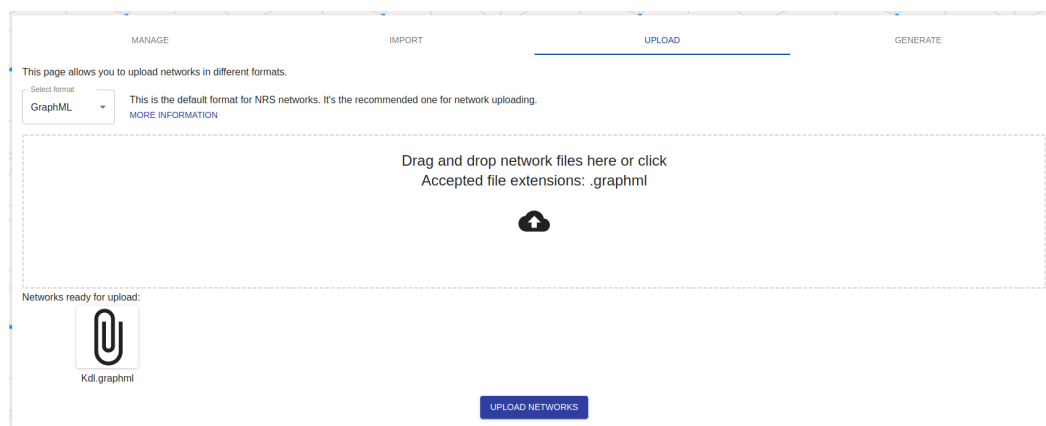 MANAGE IMPORT UPLOAD GENERATE
This page allows you to upload networks in different formats.
Select format
GraphML
This is the default format for NRS networks. It's the recommended one for network uploading.
MORE INFORMATION
Drag and drop network files here or click
Accepted file extensions: .graphml
Networks ready for upload:
Kdl.graphml
UPLOAD NETWORKS